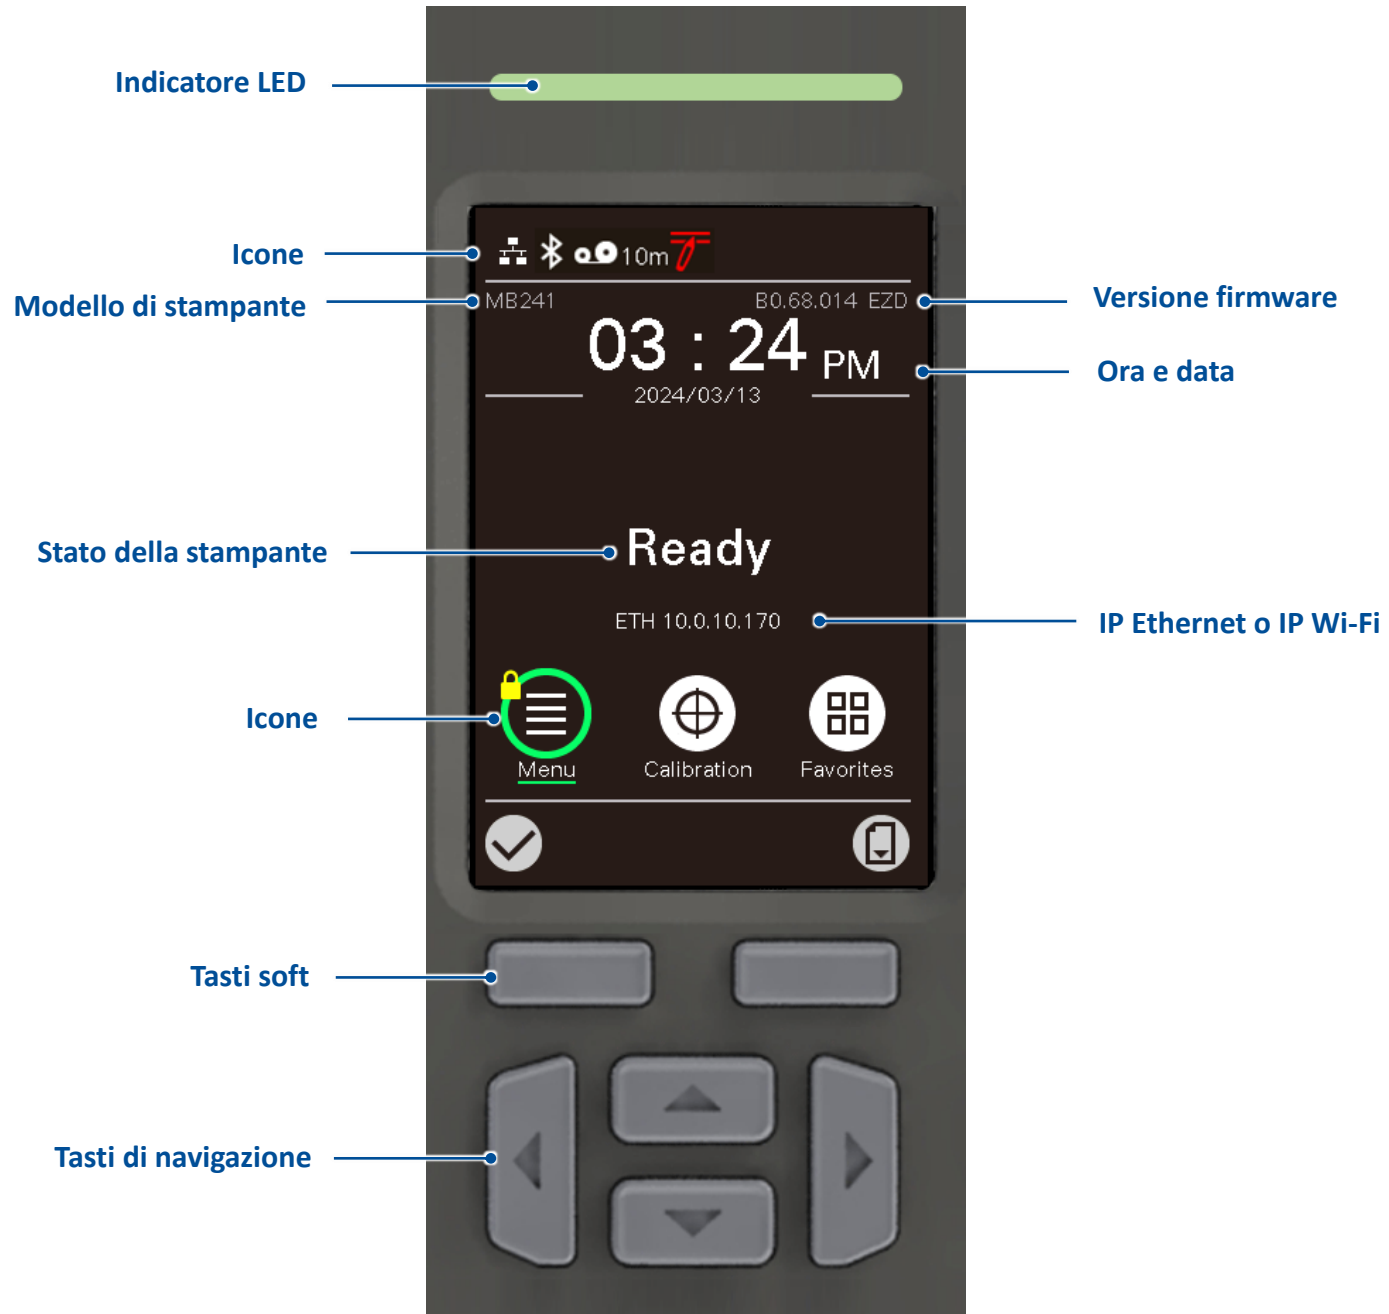 Indicatore LED
Icone
10m
Modello di stampante
MB241
B0.68.014 EZD
Versione firmware
03 : 24 PM
Ora e data
2024/03/13
Stato della stampante
Ready
ETH 10.0.10.170
IP Ethernet o IP Wi-Fi
Icone
Menu
Calibration
Favorites
Tasti soft
Tasti di navigazione